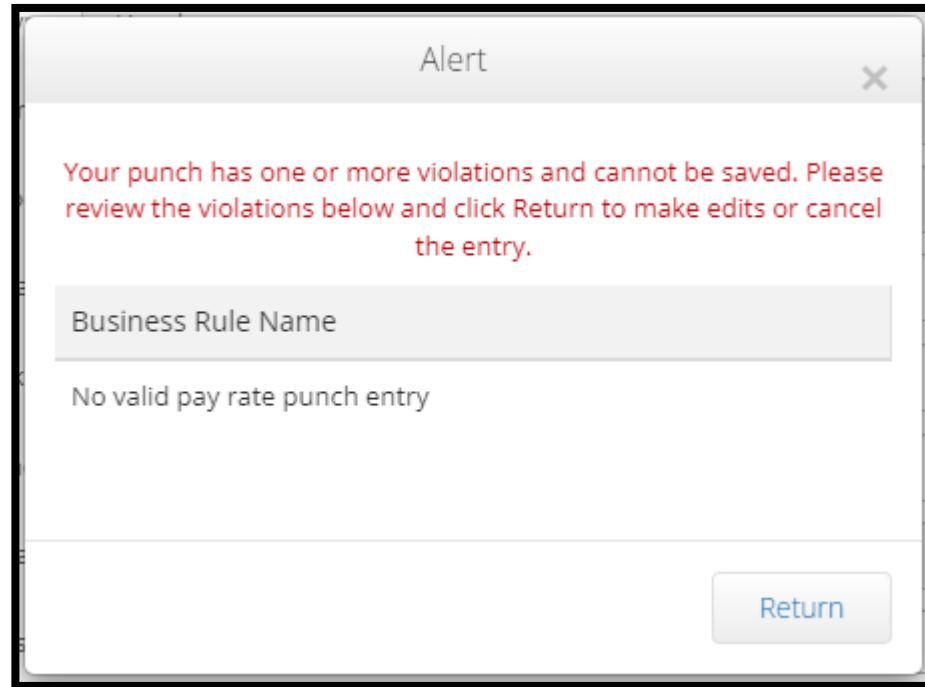 Alert
×
Your punch has one or more violations and cannot be saved. Please
review the violations below and click Return to make edits or cancel
the entry.
Business Rule Name
No valid pay rate punch entry
Return